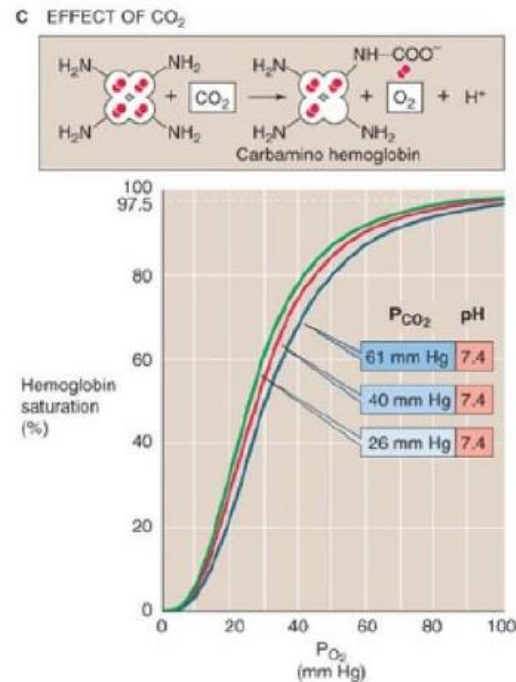 C EFFECT OF CO₂
H₂N NH₂ H₂N NH–COO⁻
+ CO₂ → + O₂ + H⁺
H₂N NH₂ H₂N NH₂
Carbamino hemoglobin
100
97.5
80
60
40
20
0
Hemoglobin
saturation
(%)
P_CO₂ pH
61 mm Hg 7.4
40 mm Hg 7.4
26 mm Hg 7.4
0 20 40 60 80 100
P_O₂
(mm Hg)